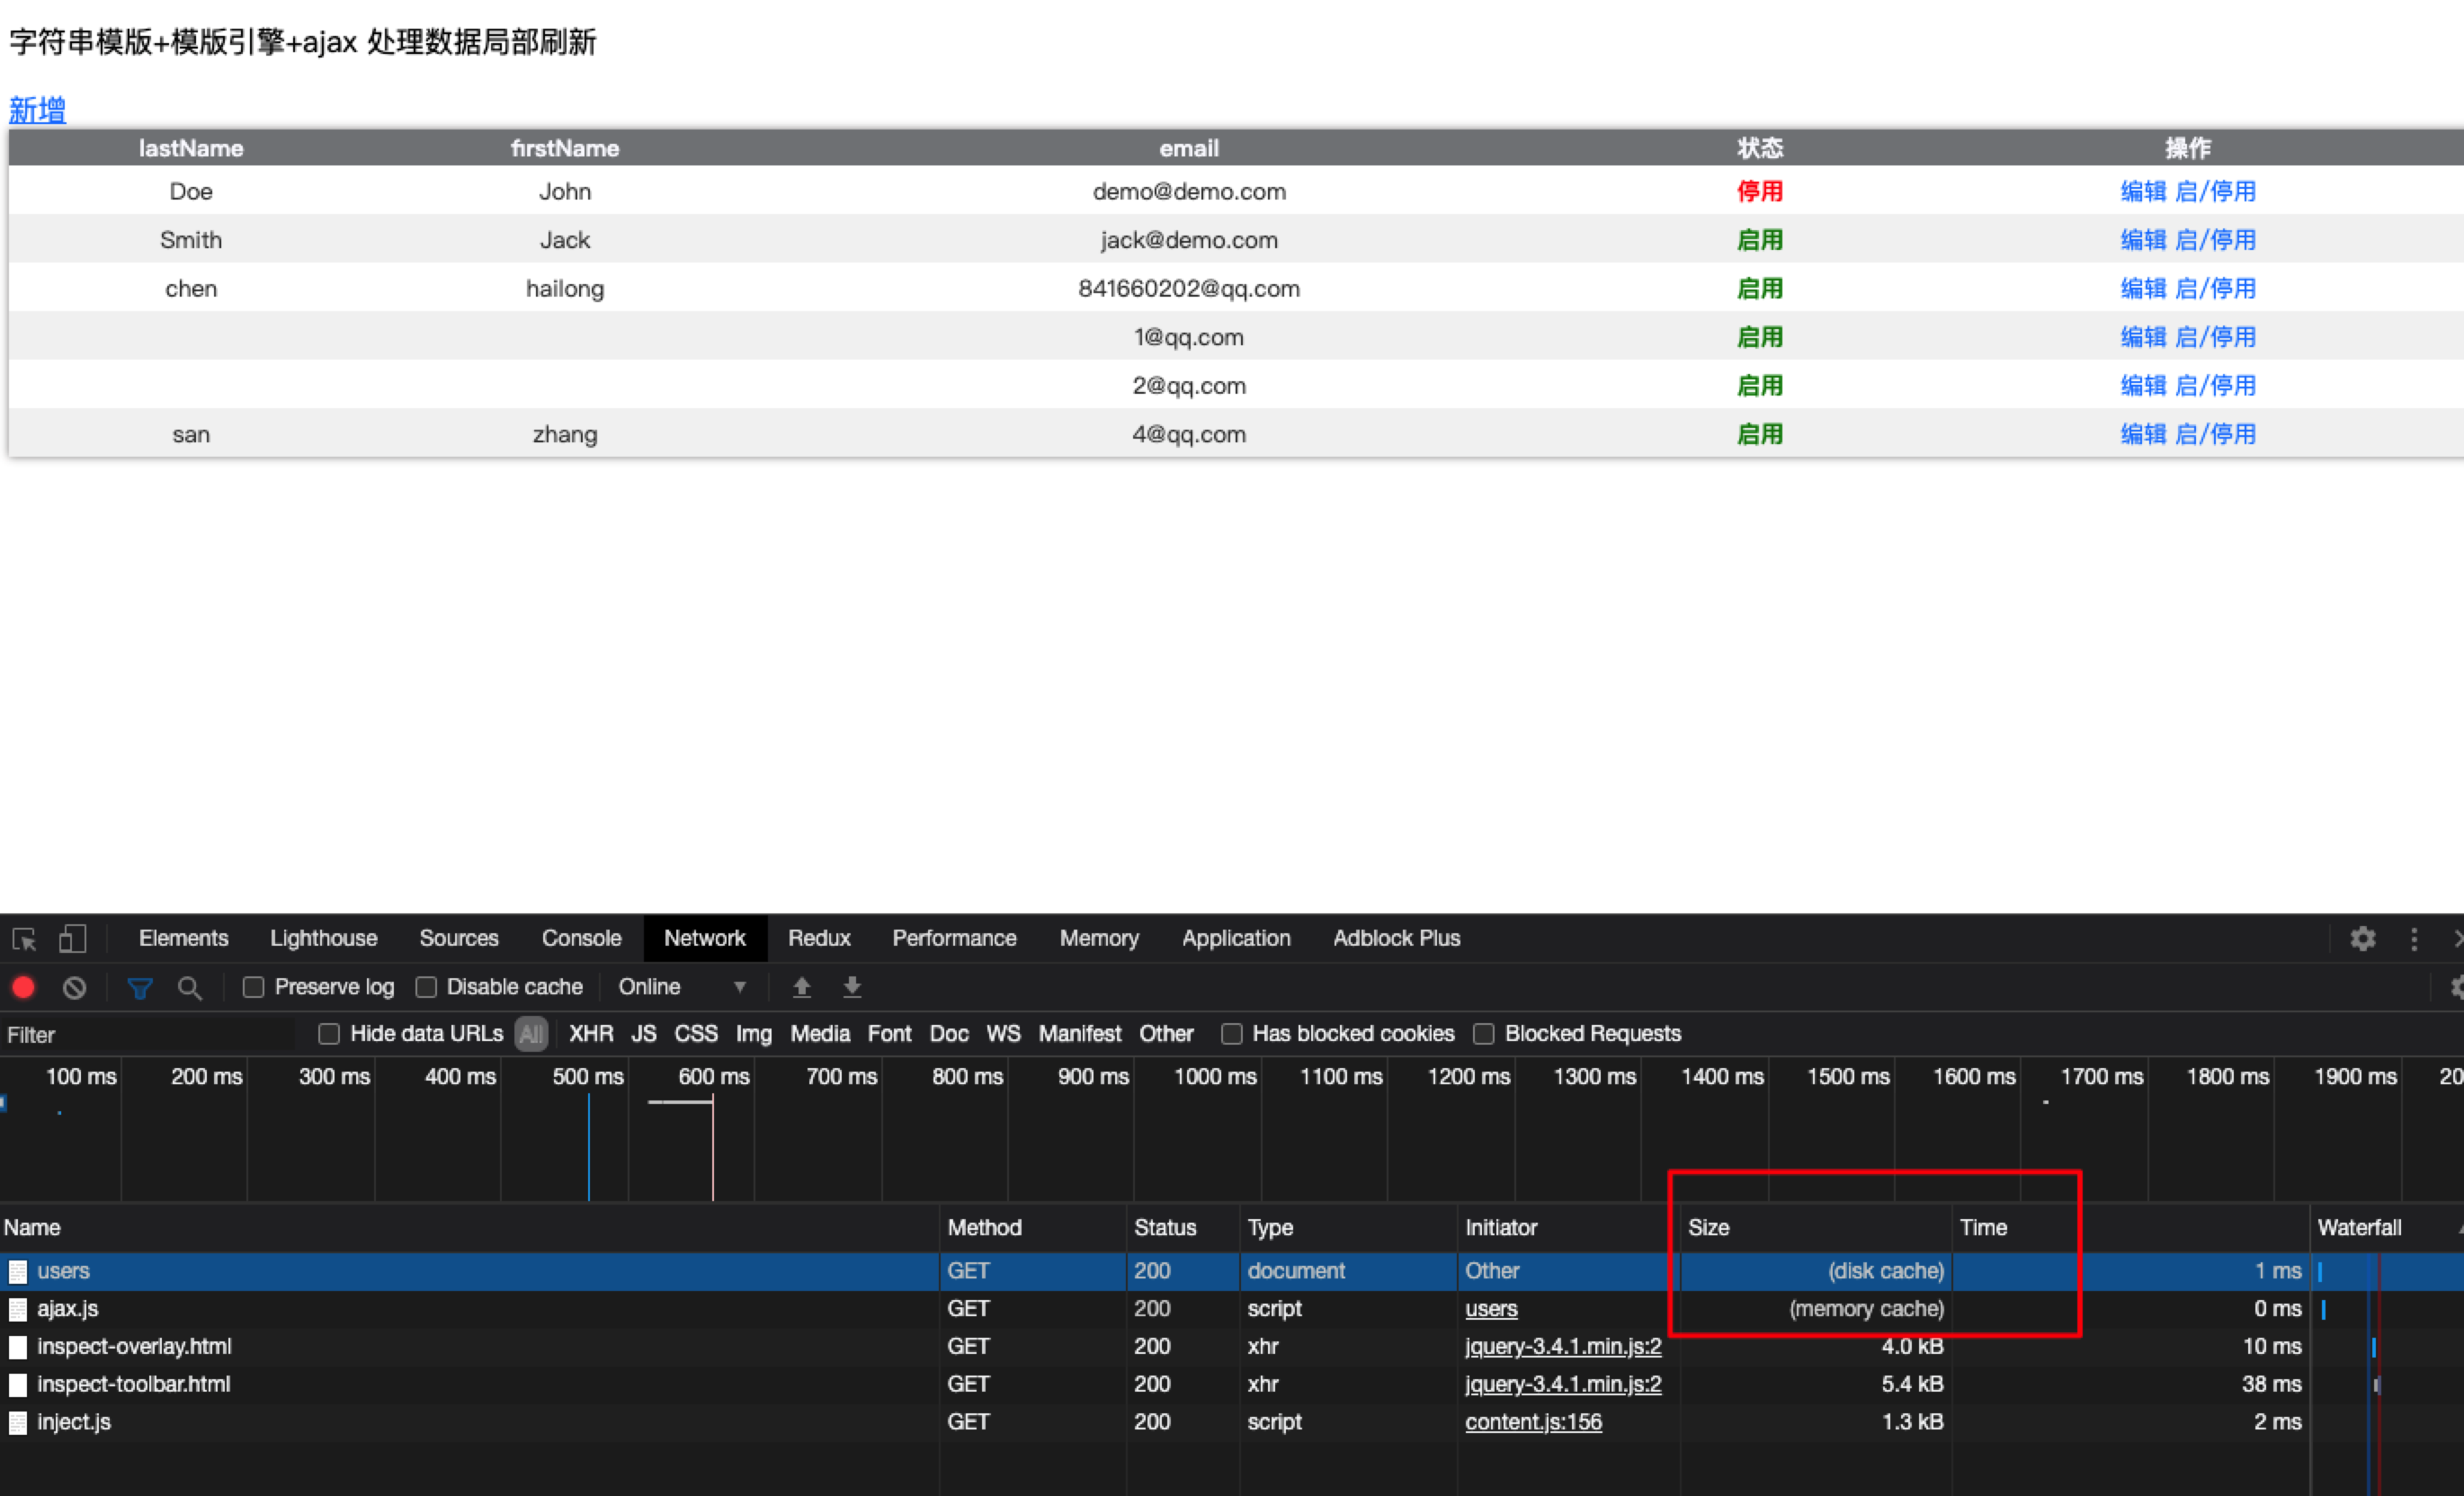 字符串模版+模版引擎+ajax 处理数据局部刷新
新增
lastName firstName email 状态 操作
Doe John demo@demo.com 停用 编辑 启/停用
Smith Jack jack@demo.com 启用 编辑 启/停用
chen hailong 841660202@qq.com 启用 编辑 启/停用
1@qq.com 启用 编辑 启/停用
2@qq.com 启用 编辑 启/停用
san zhang 4@qq.com 启用 编辑 启/停用
Elements Lighthouse Sources Console Network Redux Performance Memory Application Adblock Plus
Preserve log Disable cache Online
Filter Hide data URLs All XHR JS CSS Img Media Font Doc WS Manifest Other Has blocked cookies Blocked Requests
100 ms 200 ms 300 ms 400 ms 500 ms 600 ms 700 ms 800 ms 900 ms 1000 ms 1100 ms 1200 ms 1300 ms 1400 ms 1500 ms 1600 ms 1700 ms 1800 ms 1900 ms 20
Name Method Status Type Initiator Size Time Waterfall
users GET 200 document Other (disk cache) 1 ms
ajax.js GET 200 script users (memory cache) 0 ms
inspect-overlay.html GET 200 xhr jquery-3.4.1.min.js:2 4.0 kB 10 ms
inspect-toolbar.html GET 200 xhr jquery-3.4.1.min.js:2 5.4 kB 38 ms
inject.js GET 200 script content.js:156 1.3 kB 2 ms